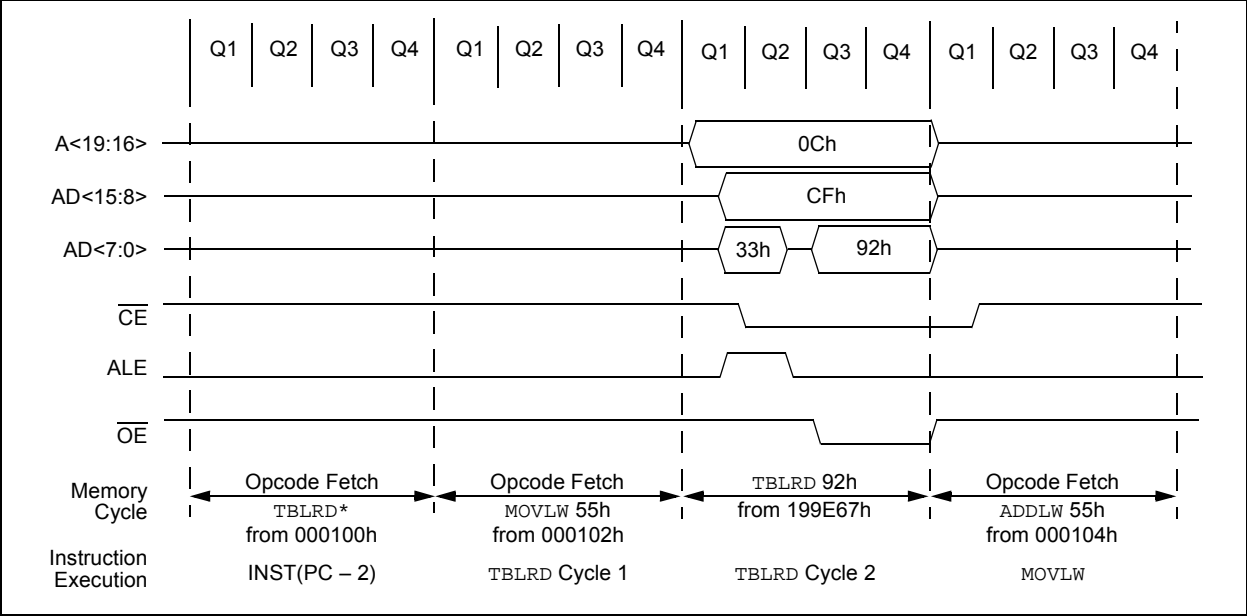 Q1 Q2 Q3 Q4 Q1 Q2 Q3 Q4 Q1 Q2 Q3 Q4 Q1 Q2 Q3 Q4
A<19:16> 0Ch
AD<15:8> CFh
AD<7:0> 33h 92h
CE
ALE
OE
Memory Cycle
Opcode Fetch
TBLRD*
from 000100h
Opcode Fetch
MOVLW 55h
from 000102h
TBLRD 92h
from 199E67h
Opcode Fetch
ADDLW 55h
from 000104h
Instruction
Execution
INST(PC – 2) TBLRD Cycle 1 TBLRD Cycle 2 MOVLW